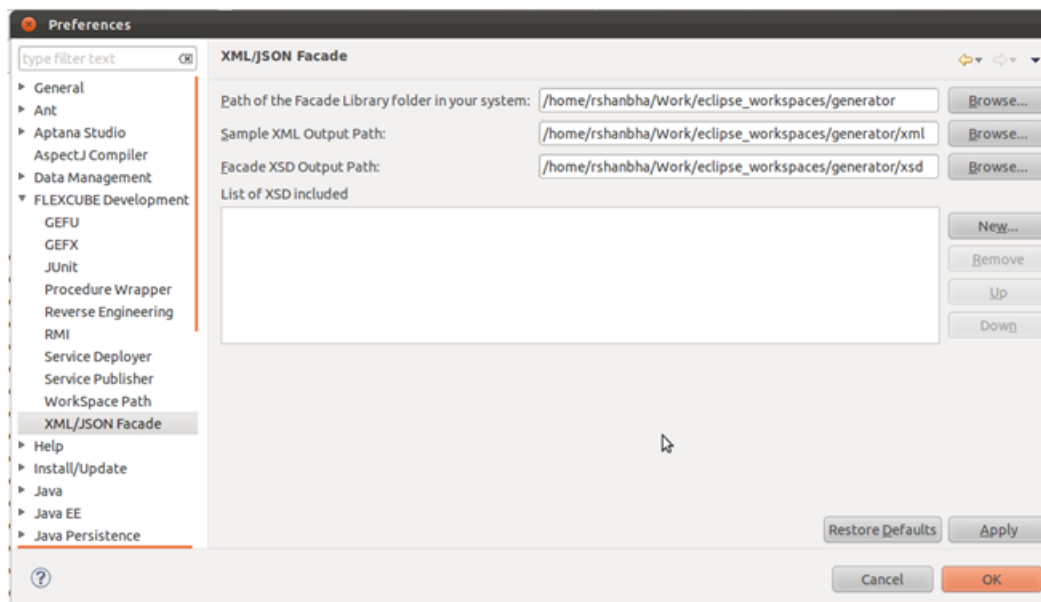 Preferences
type filter text
General
Ant
Aptana Studio
AspectJ Compiler
Data Management
FLEXCUBE Development
GEFU
GEFX
JUnit
Procedure Wrapper
Reverse Engineering
RMI
Service Deployer
Service Publisher
WorkSpace Path
XML/JSON Facade
Help
Install/Update
Java
Java EE
Java Persistence
XML/JSON Facade
Path of the Facade Library folder in your system: /home/rshanbha/Work/eclipse_workspaces/generator Browse...
Sample XML Output Path: /home/rshanbha/Work/eclipse_workspaces/generator/xml Browse...
Facade XSD Output Path: /home/rshanbha/Work/eclipse_workspaces/generator/xsd Browse...
List of XSD included
New...
Remove
Up
Down
Restore Defaults Apply
? Cancel OK